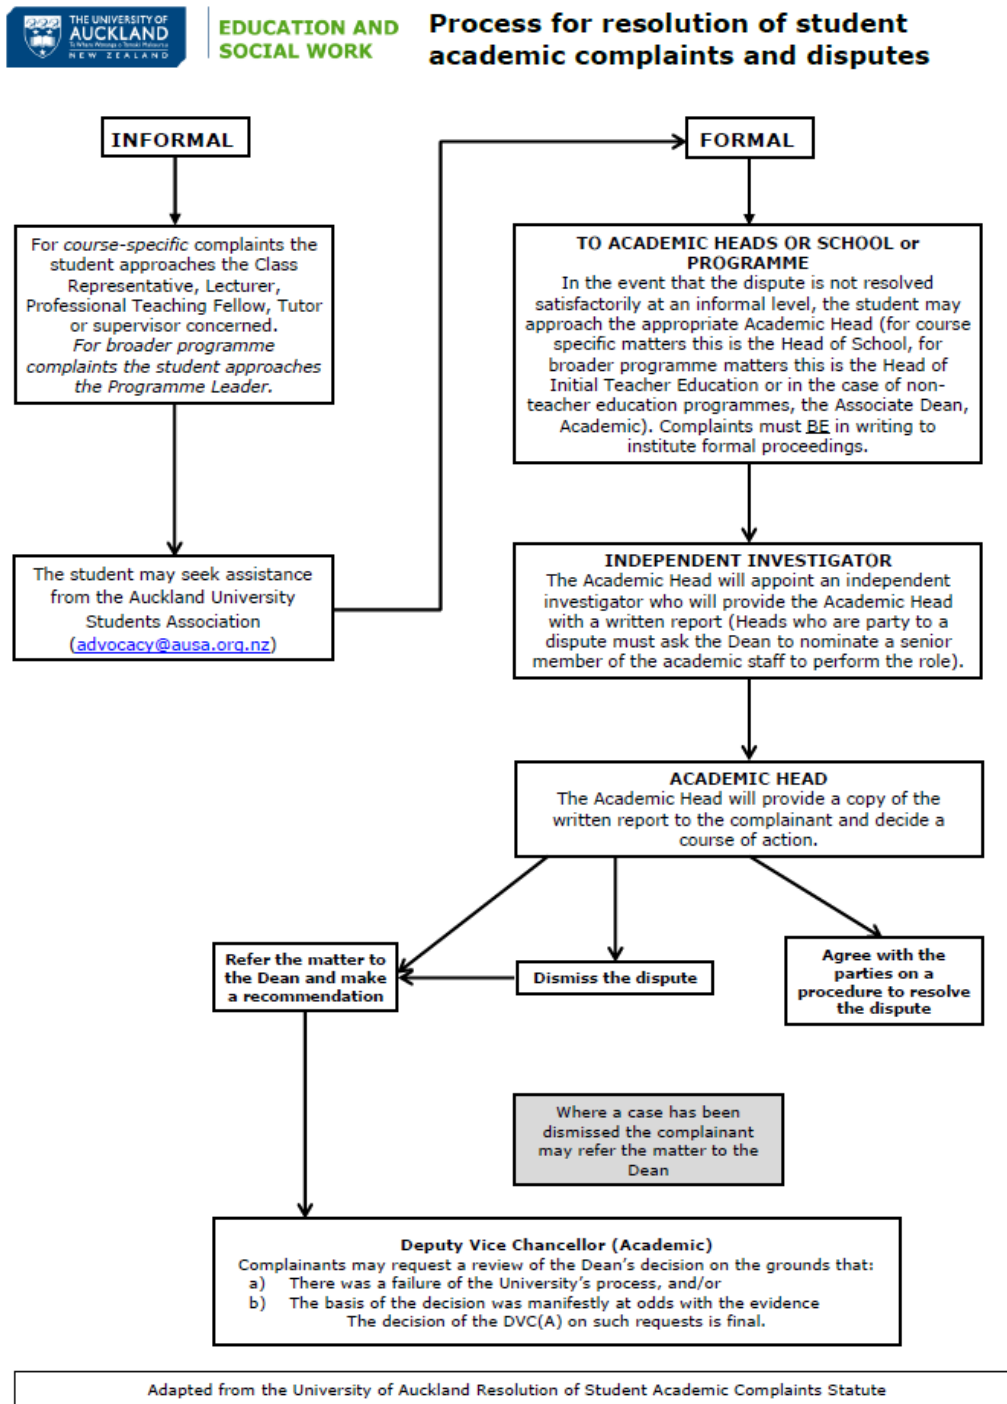 THE UNIVERSITY OF
AUCKLAND
Te Whare Wānanga o Tāmaki Makaurau
NEW ZEALAND
EDUCATION AND
SOCIAL WORK
Process for resolution of student
academic complaints and disputes
INFORMAL
For course-specific complaints the
student approaches the Class
Representative, Lecturer,
Professional Teaching Fellow, Tutor
or supervisor concerned.
For broader programme
complaints the student approaches
the Programme Leader.
The student may seek assistance
from the Auckland University
Students Association
(advocacy@ausa.org.nz)
FORMAL
TO ACADEMIC HEADS OR SCHOOL or
PROGRAMME
In the event that the dispute is not resolved
satisfactorily at an informal level, the student may
approach the appropriate Academic Head (for course
specific matters this is the Head of School, for
broader programme matters this is the Head of
Initial Teacher Education or in the case of non-
teacher education programmes, the Associate Dean,
Academic). Complaints must BE in writing to
institute formal proceedings.
INDEPENDENT INVESTIGATOR
The Academic Head will appoint an independent
investigator who will provide the Academic Head
with a written report (Heads who are party to a
dispute must ask the Dean to nominate a senior
member of the academic staff to perform the role).
ACADEMIC HEAD
The Academic Head will provide a copy of the
written report to the complainant and decide a
course of action.
Refer the matter to
the Dean and make
a recommendation
Dismiss the dispute
Agree with the
parties on a
procedure to resolve
the dispute
Where a case has been
dismissed the complainant
may refer the matter to the
Dean
Deputy Vice Chancellor (Academic)
Complainants may request a review of the Dean's decision on the grounds that:
a) There was a failure of the University's process, and/or
b) The basis of the decision was manifestly at odds with the evidence
The decision of the DVC(A) on such requests is final.
Adapted from the University of Auckland Resolution of Student Academic Complaints Statute